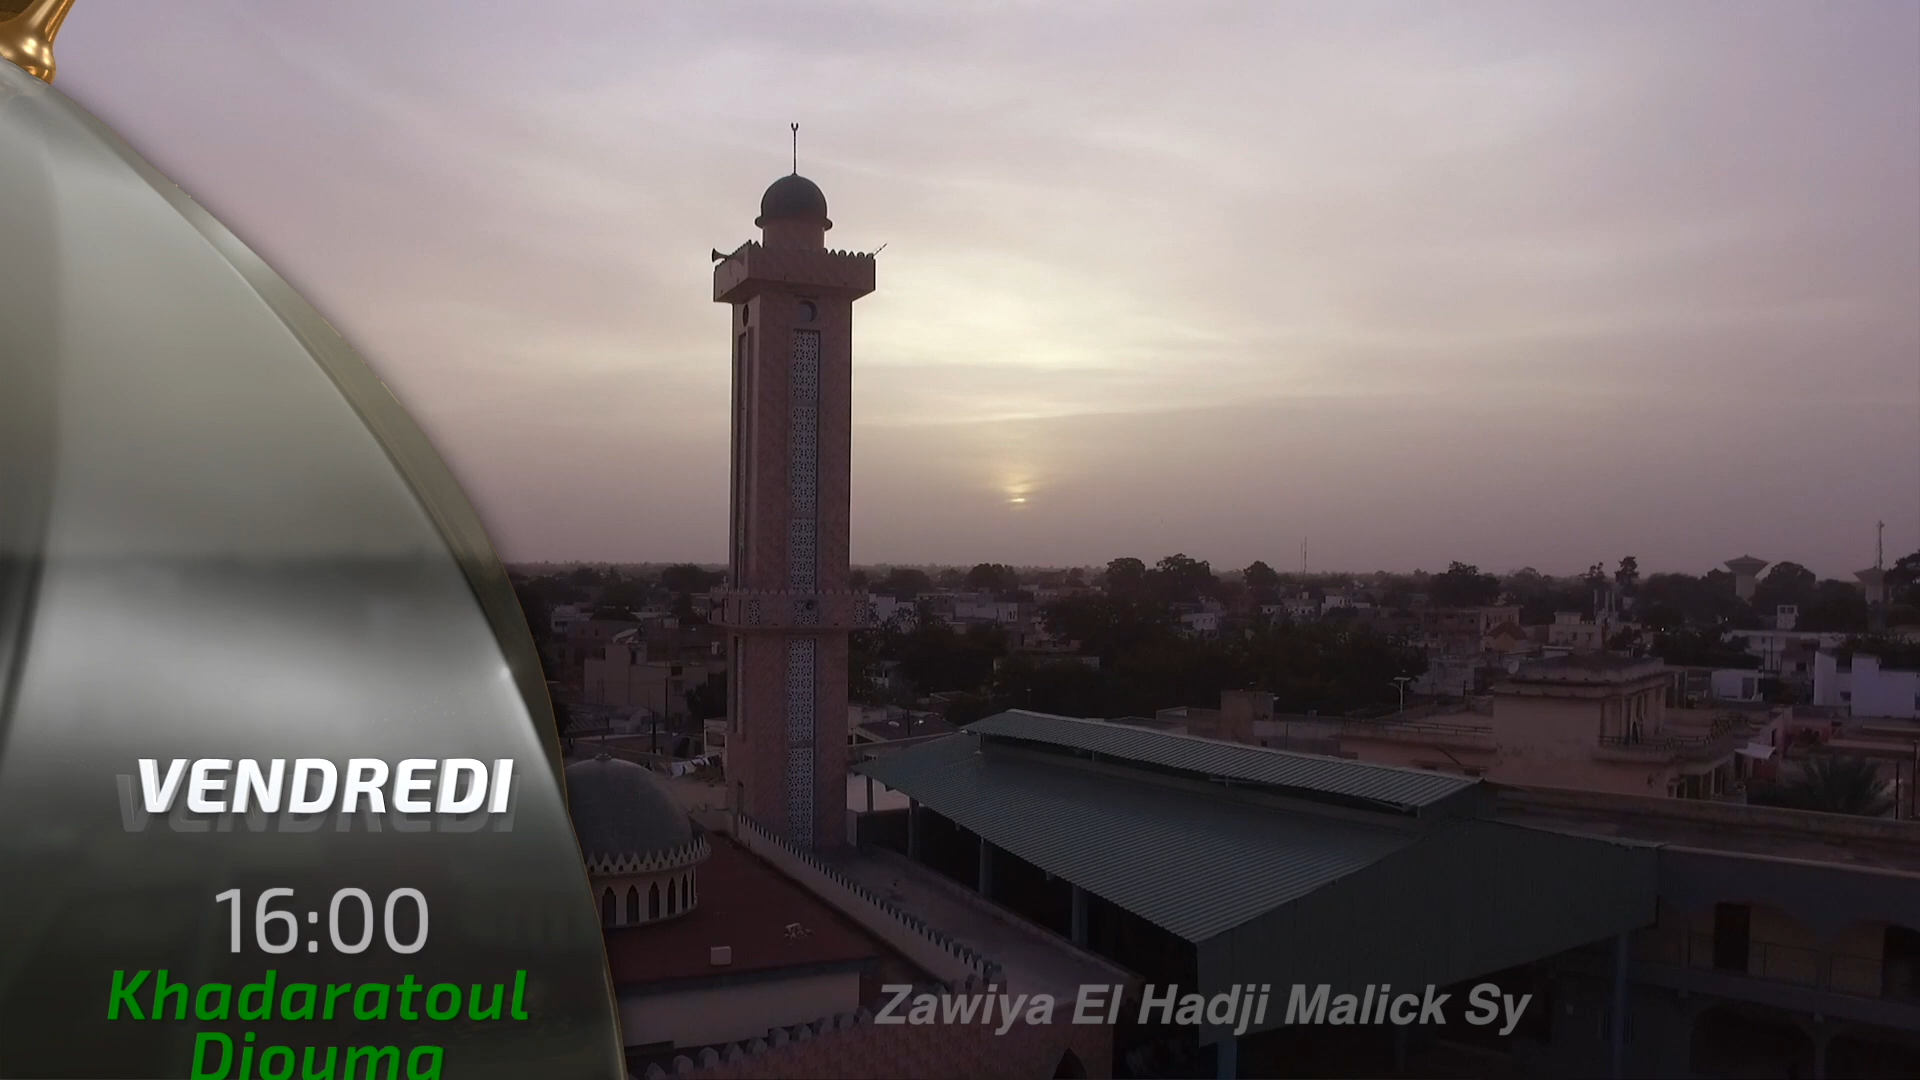 VENDREDI
16:00
Khadaratoul
Djouma
Zawiya El Hadji Malick Sy